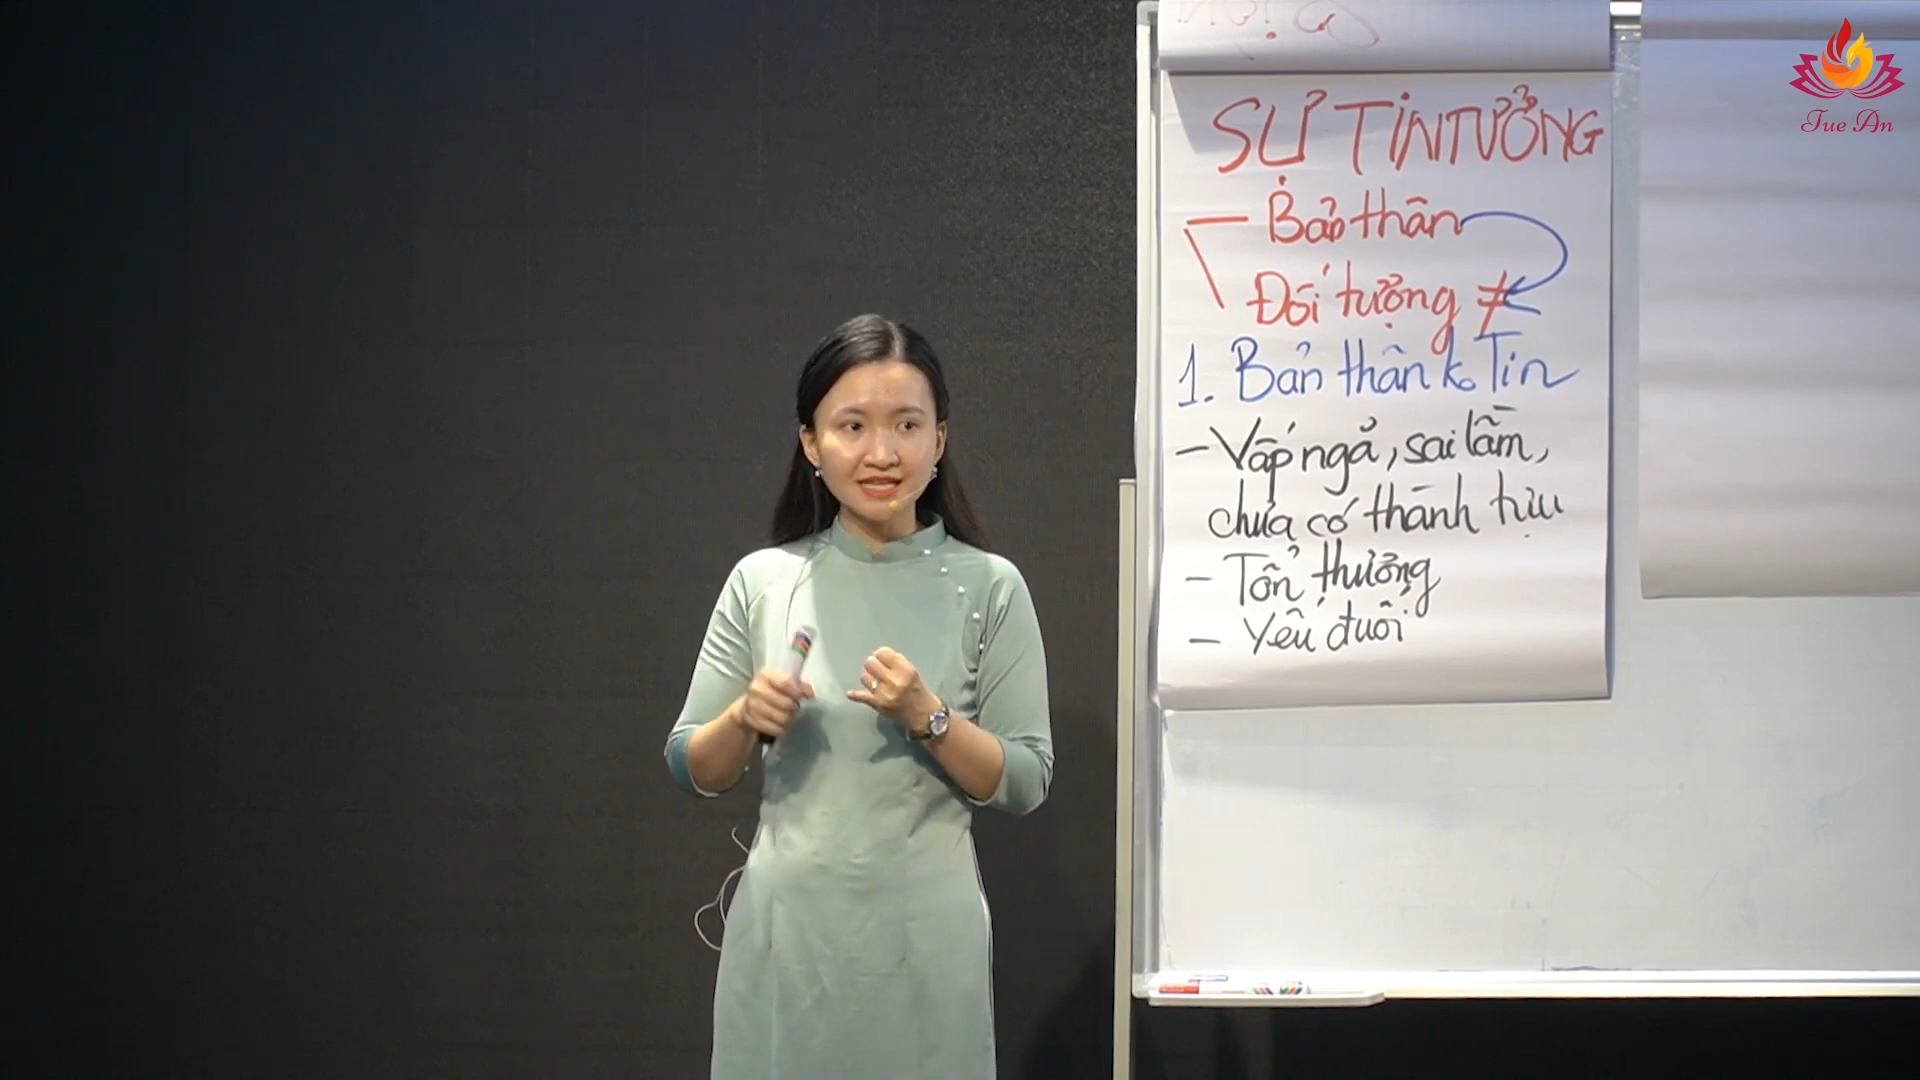 SỰ TIN TƯỞNG
Tue An
Bản thân
Đối tượng ≠
1. Bản thân ko Tin
- Vấp ngã, sai lầm,
chưa có thành tựu
- Tổn thương
- Yếu đuối